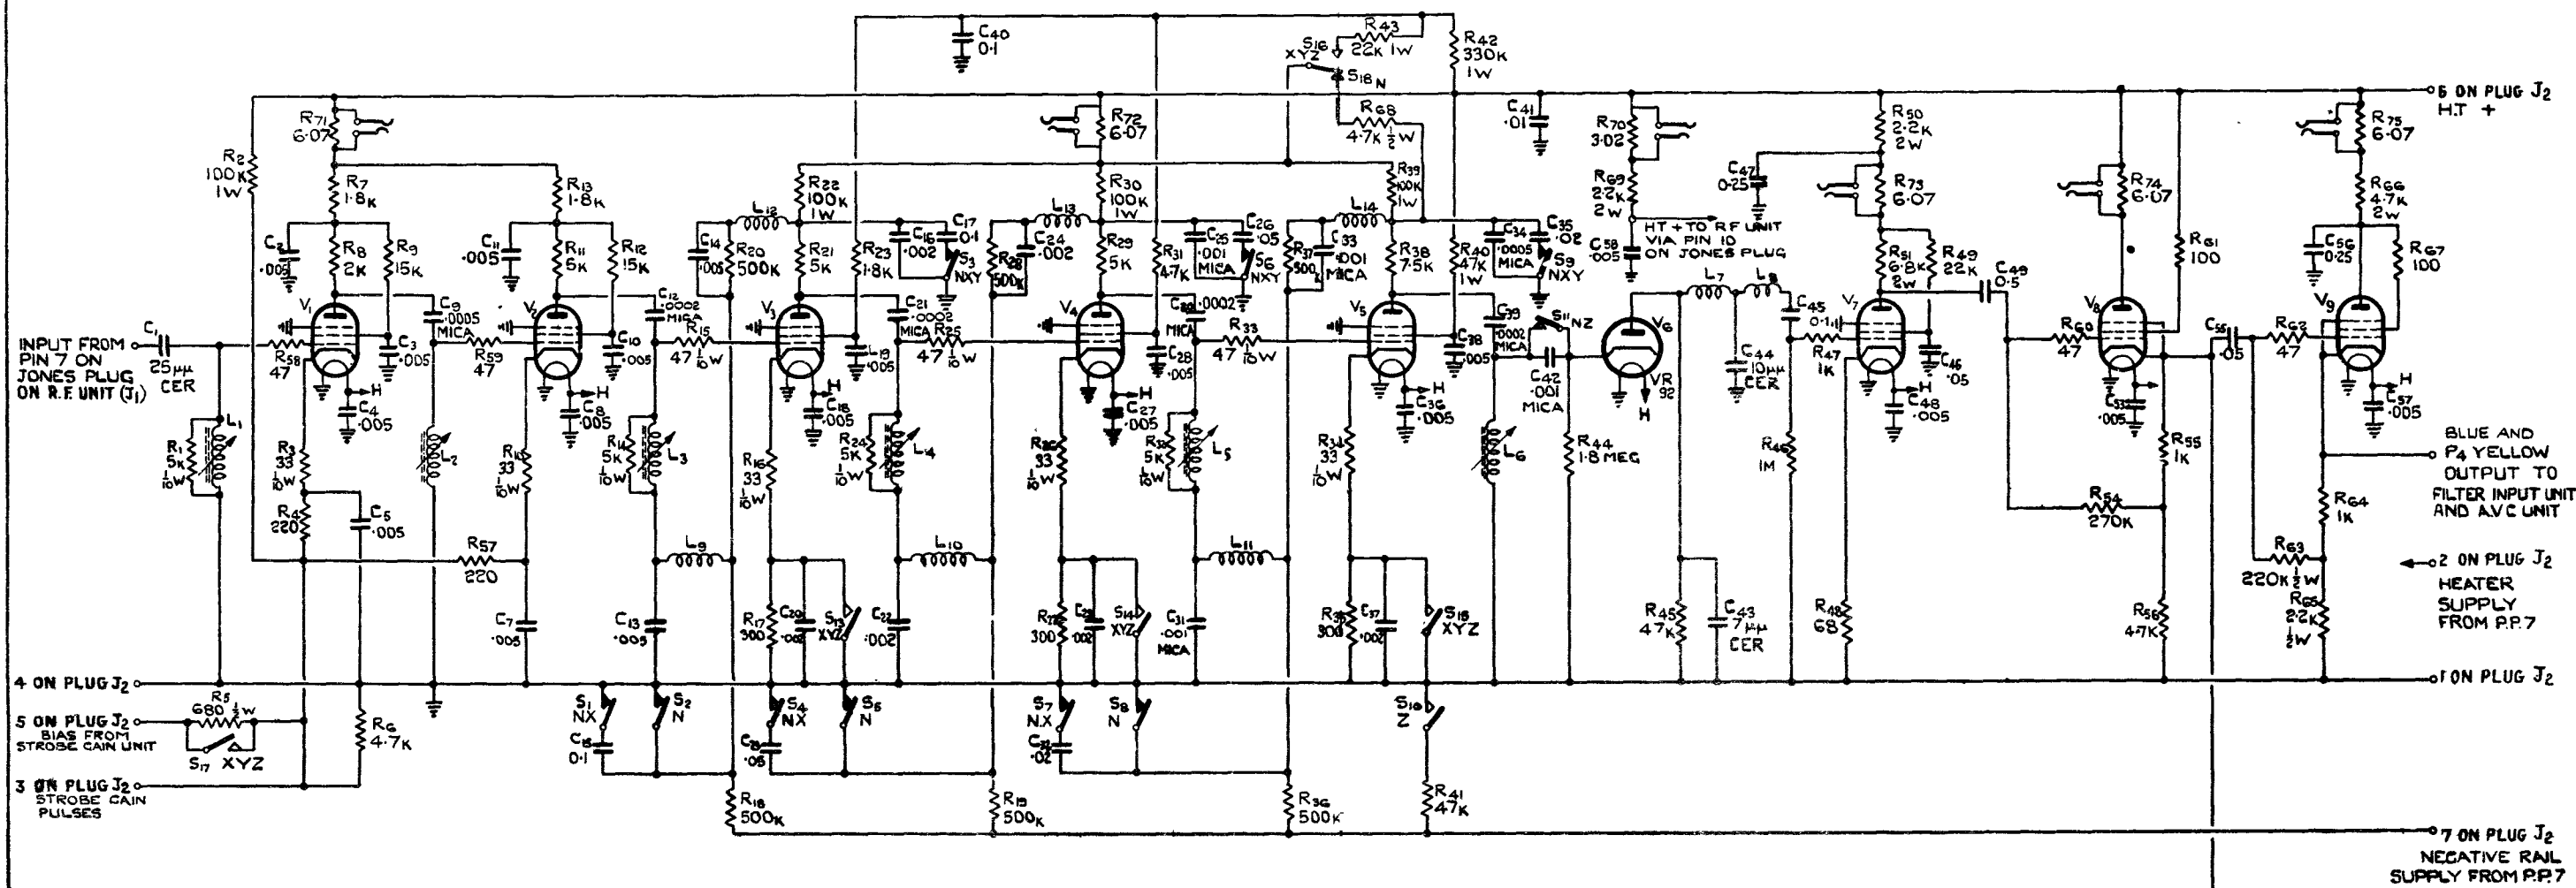 C40
0.1
S16
XYZ
R43
22K 1W
R42
330K
1W
S18 N
R68
4.7K ½W
C41
.01
R71
6.07
R72
6.07
R70
3.02
R50
2.2K
2W
6 ON PLUG J2
H.T +
R75
6.07
R2
100K
1W
R7
1.8K
R13
1.8K
R22
100K
1W
R30
100K
1W
R39
100K
1W
R69
2.2K
2W
C47
0.25
R73
6.07
R74
6.07
R66
4.7K
2W
L12
L13
L14
C2
.005
R8
2K
R9
15K
C11
.005
R11
5K
R12
15K
C14
.005
R20
500K
R21
5K
C16
.002
C17
0.1
S3
NXY
R23
1.8K
R28
500K
C24
.002
R29
5K
R31
4.7K
C25
.001
MICA
C26
.05
S6
NXY
R37
500K
C33
.001
MICA
R38
7.5K
R40
47K
1W
C34
.0005
MICA
C35
.02
S9
NXY
C58
.005
HT + TO RF UNIT
VIA PIN 10
ON JONES PLUG
R51
6.8K
2W
R49
22K
R61
100
C56
0.25
R67
100
INPUT FROM
PIN 7 ON
JONES PLUG
ON R.F. UNIT (J1)
C1
25µµ
CER
R58
47
V1
C3
.005
C9
.0005
MICA
R59
47
V2
C10
.005
C12
.0002
MICA
R15
47 1/10W
V3
C19
.005
C21
.0002
MICA
R25
47 1/10W
V4
C28
.005
.0002
MICA
R33
47 1/10W
V5
C38
.005
C39
.0002
MICA
S11 NZ
C42
.001
MICA
V6
VR
92
L7
L8
C44
10µµ
CER
C45
0.1
R47
1K
V7
C46
.05
C49
0.5
R60
47
V8
C55
.05
R62
47
V9
H
C4
.005
H
C8
.005
H
C18
.005
H
C27
.005
H
C36
.005
H
H
C48
.005
C53
.005
H
C57
.005
R1
5K
1/10W
L1
R3
33
1/10W
L2
33
1/10W
R14
5K
1/10W
L3
R16
33
1/10W
R24
5K
1/10W
L4
33
1/10W
5K
1/10W
L5
33
1/10W
L6
R44
1.8 MEG
R46
1M
R55
1K
BLUE AND
P4 YELLOW
OUTPUT TO
FILTER INPUT UNIT
AND A.V.C UNIT
R4
220
C5
.005
R57
220
L9
L10
L11
R54
270K
R64
1K
R63
220K ½W
2 ON PLUG J2
HEATER
SUPPLY
FROM P.P.7
C7
.005
C13
.005
R17
300
C20
.002
S13
XYZ
C22
.002
300
.002
S14
XYZ
C31
.001
MICA
300
C37
.002
S15
XYZ
R45
47K
C43
7µµ
CER
R48
68
R56
4.7K
R65
2.2K
½W
4 ON PLUG J2
1 ON PLUG J2
5 ON PLUG J2
BIAS FROM
STROBE GAIN UNIT
R5
680 ½W
S17 XYZ
R6
4.7K
S1
NX
C15
0.1
S2
N
S4
NX
.05
S5
N
S7
NX
.02
S8
N
S10
Z
3 ON PLUG J2
STROBE GAIN
PULSES
R18
500K
R19
500K
R36
500K
R41
47K
7 ON PLUG J2
NEGATIVE RAIL
SUPPLY FROM P.P.7